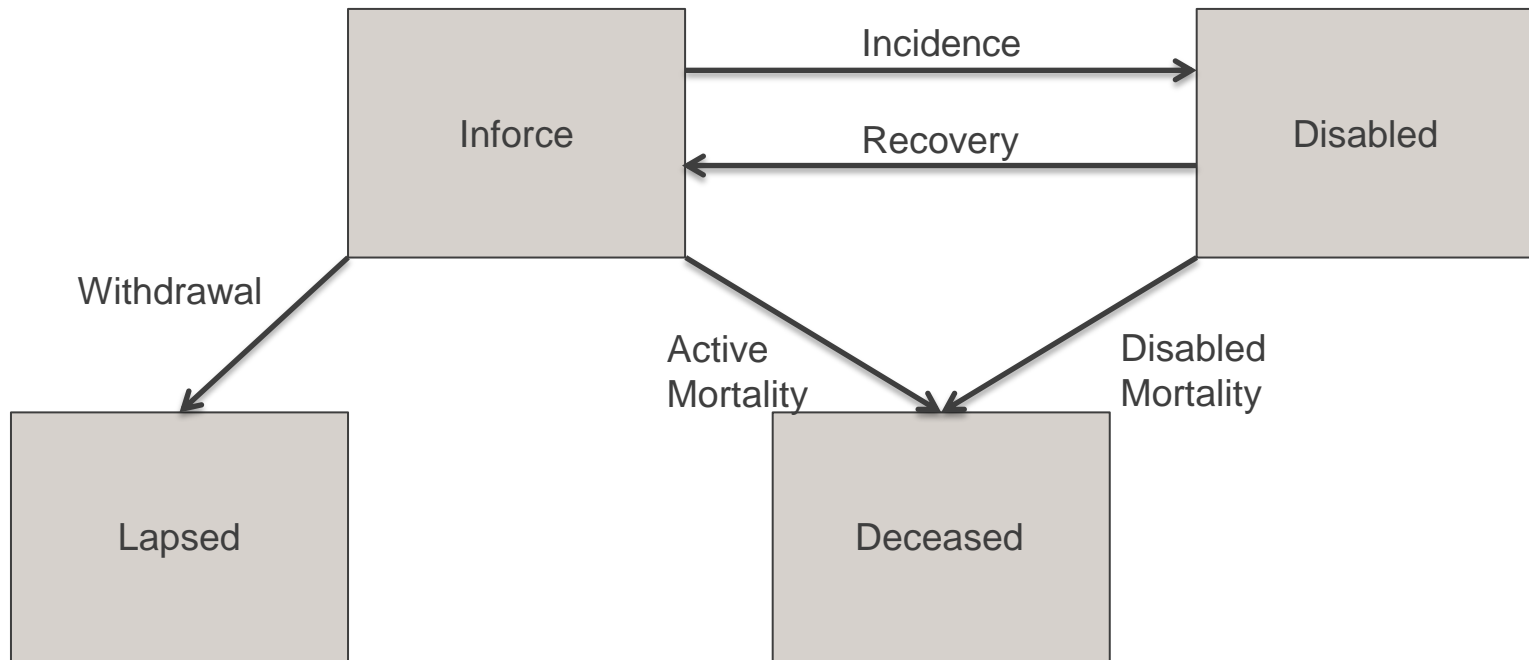 Incidence
Inforce
Recovery
Disabled
Withdrawal
Active
Mortality
Disabled
Mortality
Lapsed
Deceased